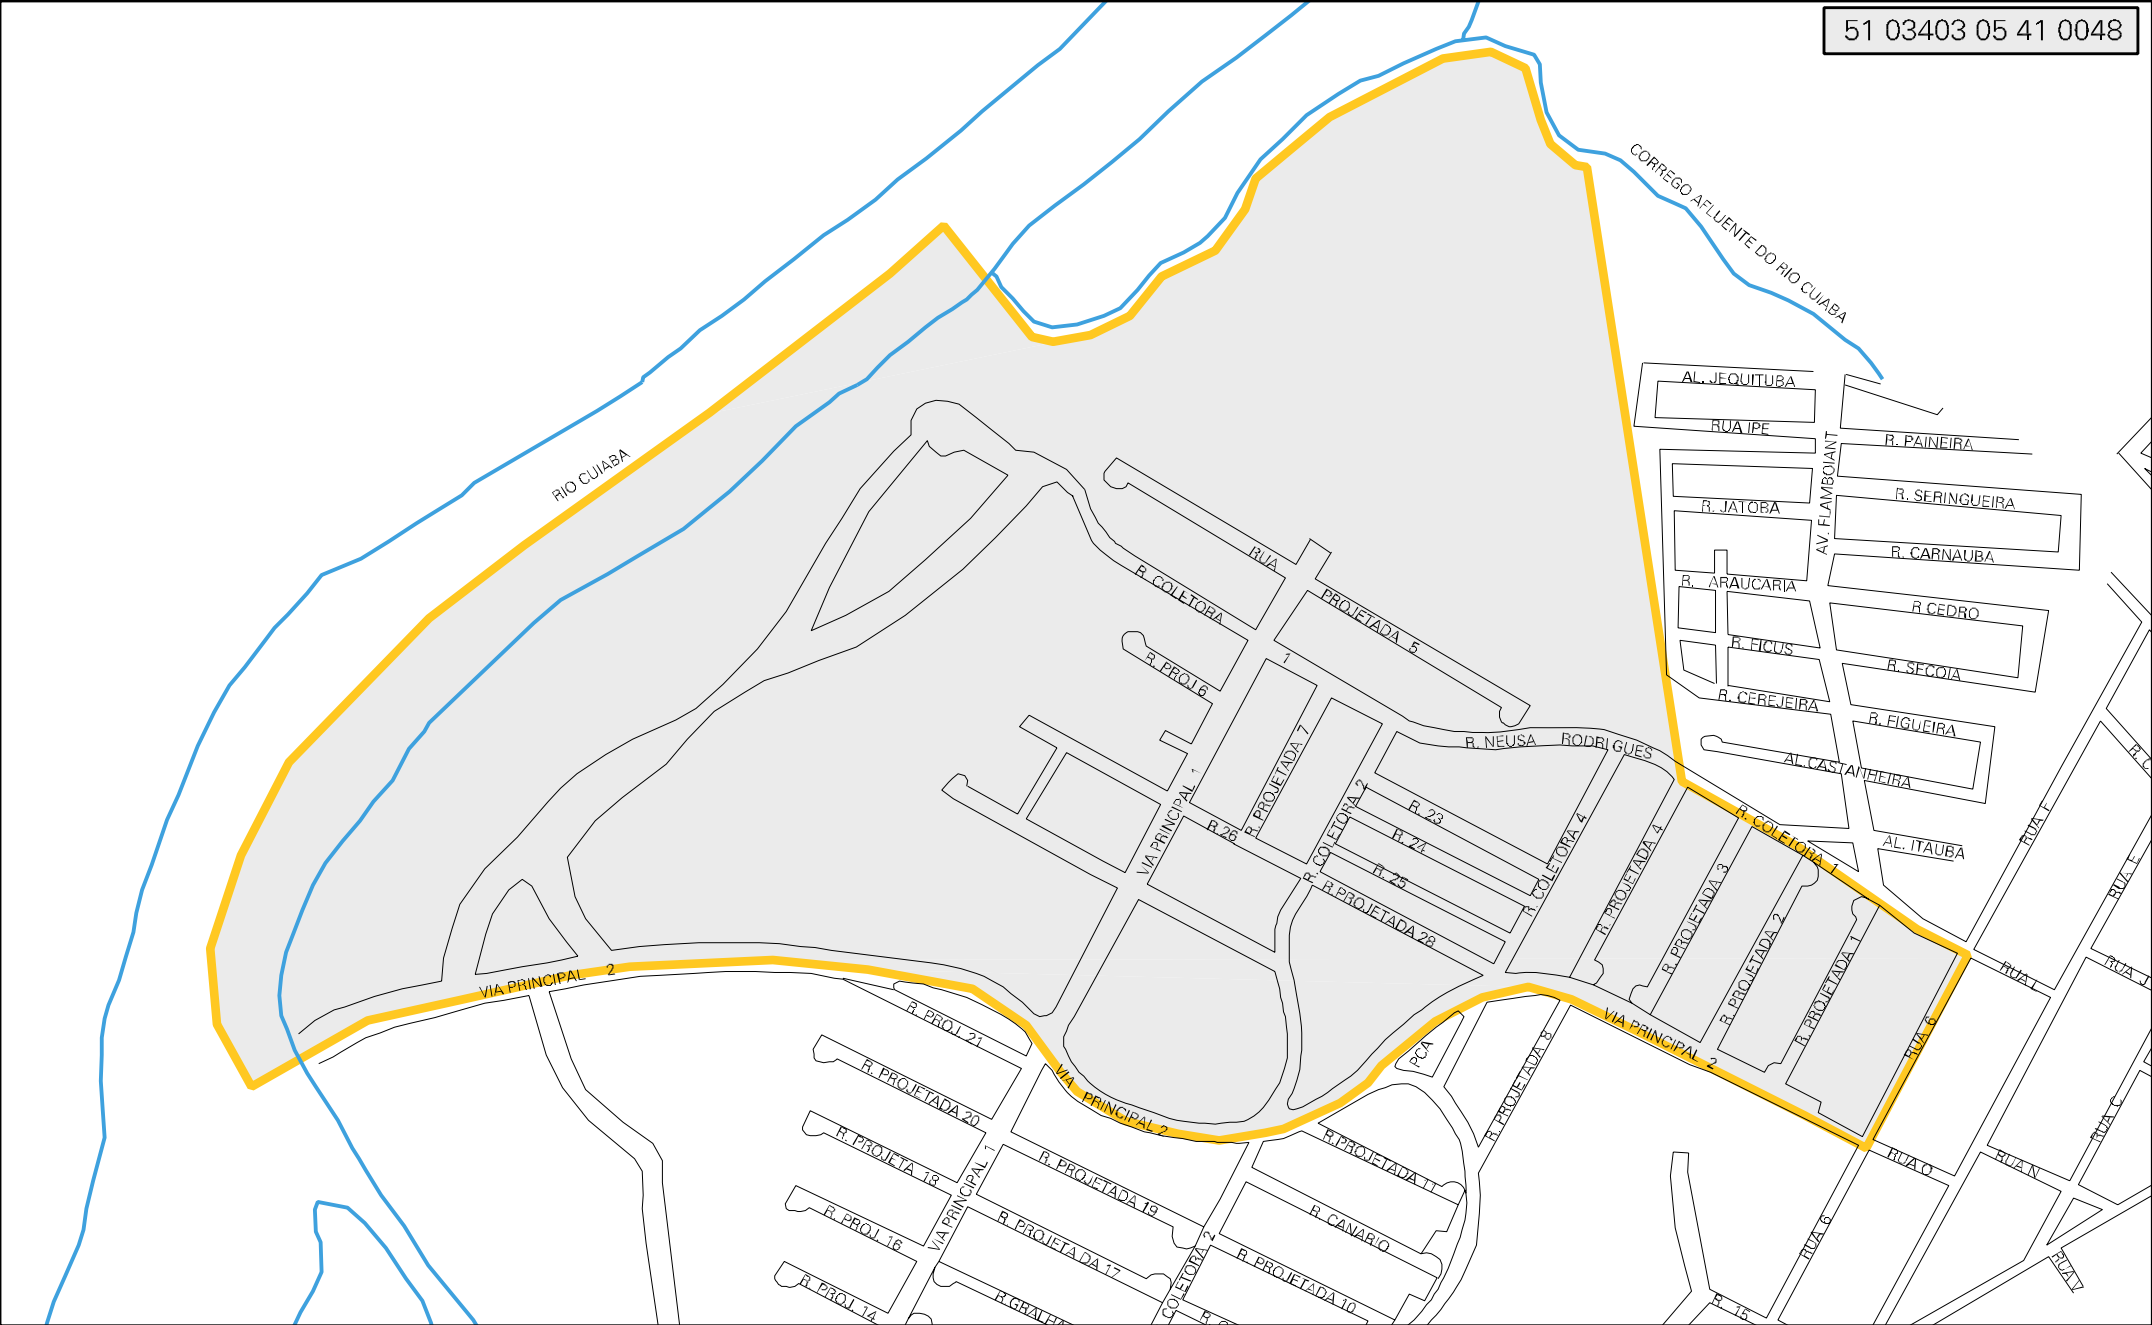 51 03403 05 41 0048
CORREGO AFLUENTE DO RIO CUIABA
RIO CUIABA
AL. JEQUITUBA
RUA IPE
R. PAINEIRA
AV. FLAMBOIANT
R. SERINGUEIRA
R. JATOBA
R. CARNAUBA
R. ARAUCARIA
R CEDRO
R. FICUS
R. SECOIA
R. CEREJEIRA
R. FIGUEIRA
AL.CASTANHEIRA
AL. ITAUBA
RUA PROJETADA 5
R. COLETORA 1
R. PROJ 6
R. NEUSA RODRIGUES
R. PROJETADA 7
VIA PRINCIPAL 1
R. COLETORA 2
R.26
R. 23
R. 24
R. 25
R.PROJETADA 28
R. COLETORA 4
R. PROJETADA 4
R. PROJETADA 3
R. PROJETADA 2
R. PROJETADA 1
R. COLETORA 1
RUA F
RUA E
RUA L
RUA J
RUA 6
VIA PRINCIPAL 2
VIA PRINCIPAL 2
VIA PRINCIPAL 2
R. PROJ. 21
R. PROJETADA 20
R. PROJETA 18
R. PROJ. 16
R. PROJ. 14
VIA PRINCIPAL 1
R. PROJETADA 19
R. PROJETADA 17
R.GRALHA
COLETORA 2
PCA
R. PROJETADA 8
R.PROJETADA 11
R. CANARIO
R. PROJETADA 10
RUA O
RUA N
RUA C
RUA 6
RUA V
R. 15